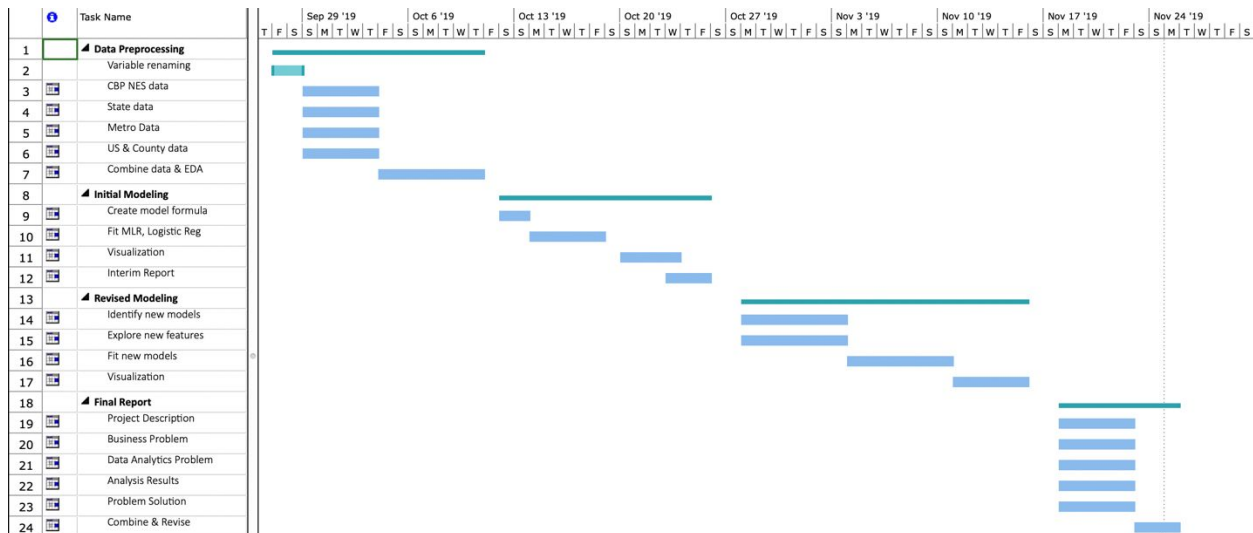 Task Name Sep 29 '19 Oct 6 '19 Oct 13 '19 Oct 20 '19 Oct 27 '19 Nov 3 '19 Nov 10 '19 Nov 17 '19 Nov 24 '19
T F S S M T W T F S S M T W T F S S M T W T F S S M T W T F S S M T W T F S S M T W T F S S M T W T F S S M T W T F S S M T W T F S
1 Data Preprocessing
2 Variable renaming
3 CBP NES data
4 State data
5 Metro Data
6 US & County data
7 Combine data & EDA
8 Initial Modeling
9 Create model formula
10 Fit MLR, Logistic Reg
11 Visualization
12 Interim Report
13 Revised Modeling
14 Identify new models
15 Explore new features
16 Fit new models
17 Visualization
18 Final Report
19 Project Description
20 Business Problem
21 Data Analytics Problem
22 Analysis Results
23 Problem Solution
24 Combine & Revise